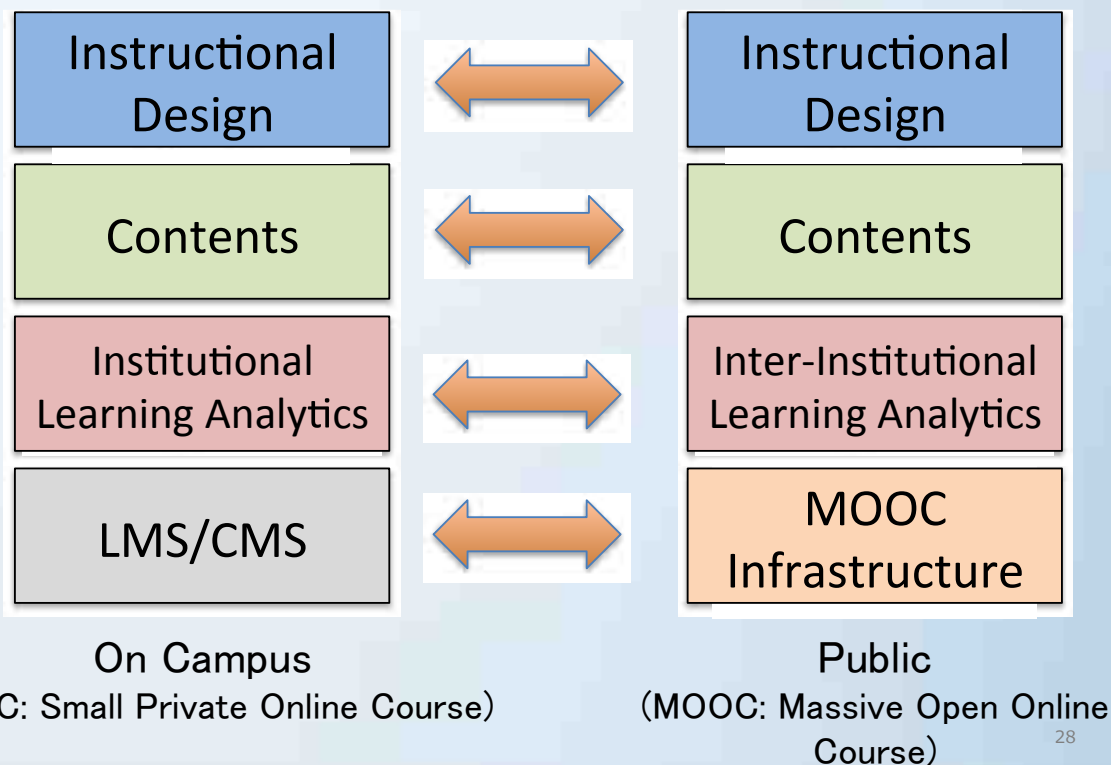 Instructional
Design
Instructional
Design
Contents
Contents
Institutional
Learning Analytics
Inter-Institutional
Learning Analytics
LMS/CMS
MOOC
Infrastructure
On Campus
C: Small Private Online Course)
Public
(MOOC: Massive Open Online
Course)
28